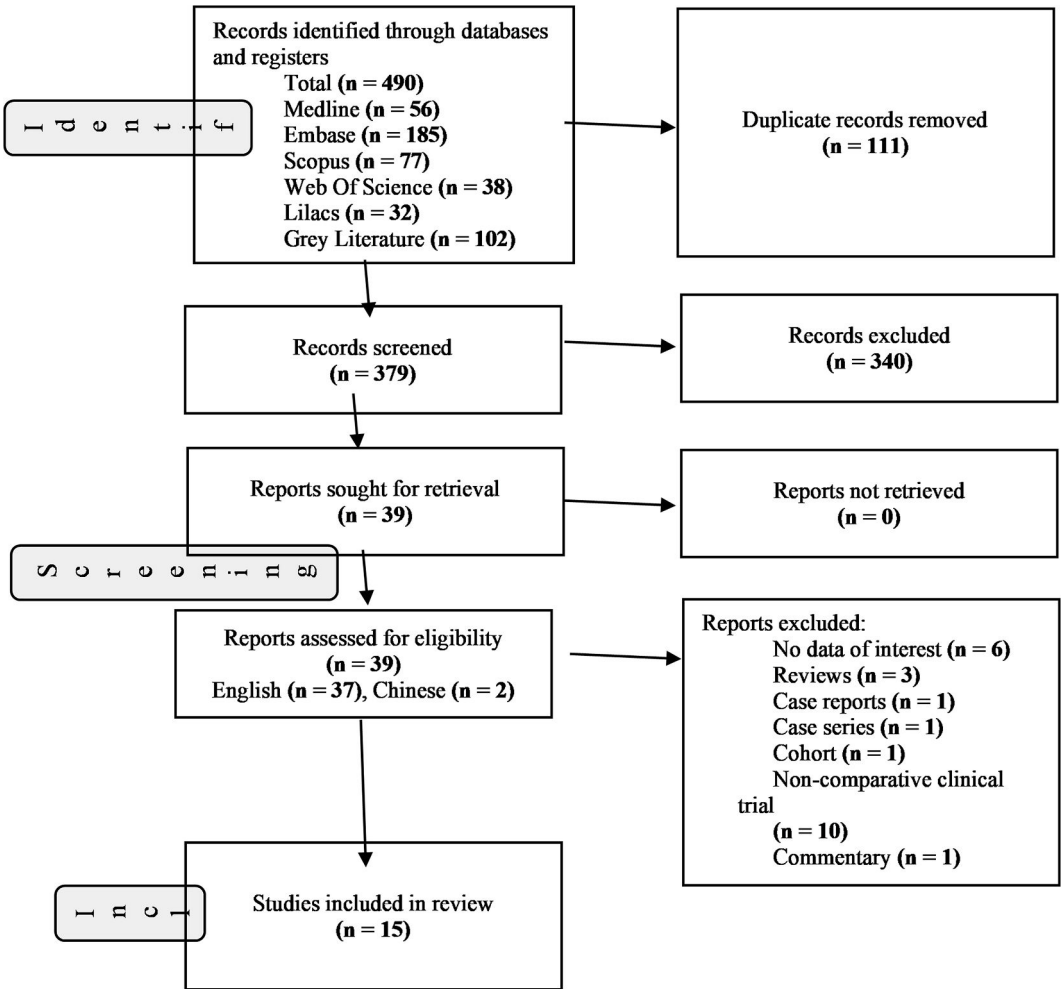 Records identified through databases
and registers
Total (n = 490)
Medline (n = 56)
Embase (n = 185)
Scopus (n = 77)
Web Of Science (n = 38)
Lilacs (n = 32)
Grey Literature (n = 102)
Identif
Duplicate records removed
(n = 111)
Records screened
(n = 379)
Records excluded
(n = 340)
Reports sought for retrieval
(n = 39)
Reports not retrieved
(n = 0)
Screening
Reports assessed for eligibility
(n = 39)
English (n = 37), Chinese (n = 2)
Reports excluded:
No data of interest (n = 6)
Reviews (n = 3)
Case reports (n = 1)
Case series (n = 1)
Cohort (n = 1)
Non-comparative clinical
trial
(n = 10)
Commentary (n = 1)
Incl
Studies included in review
(n = 15)